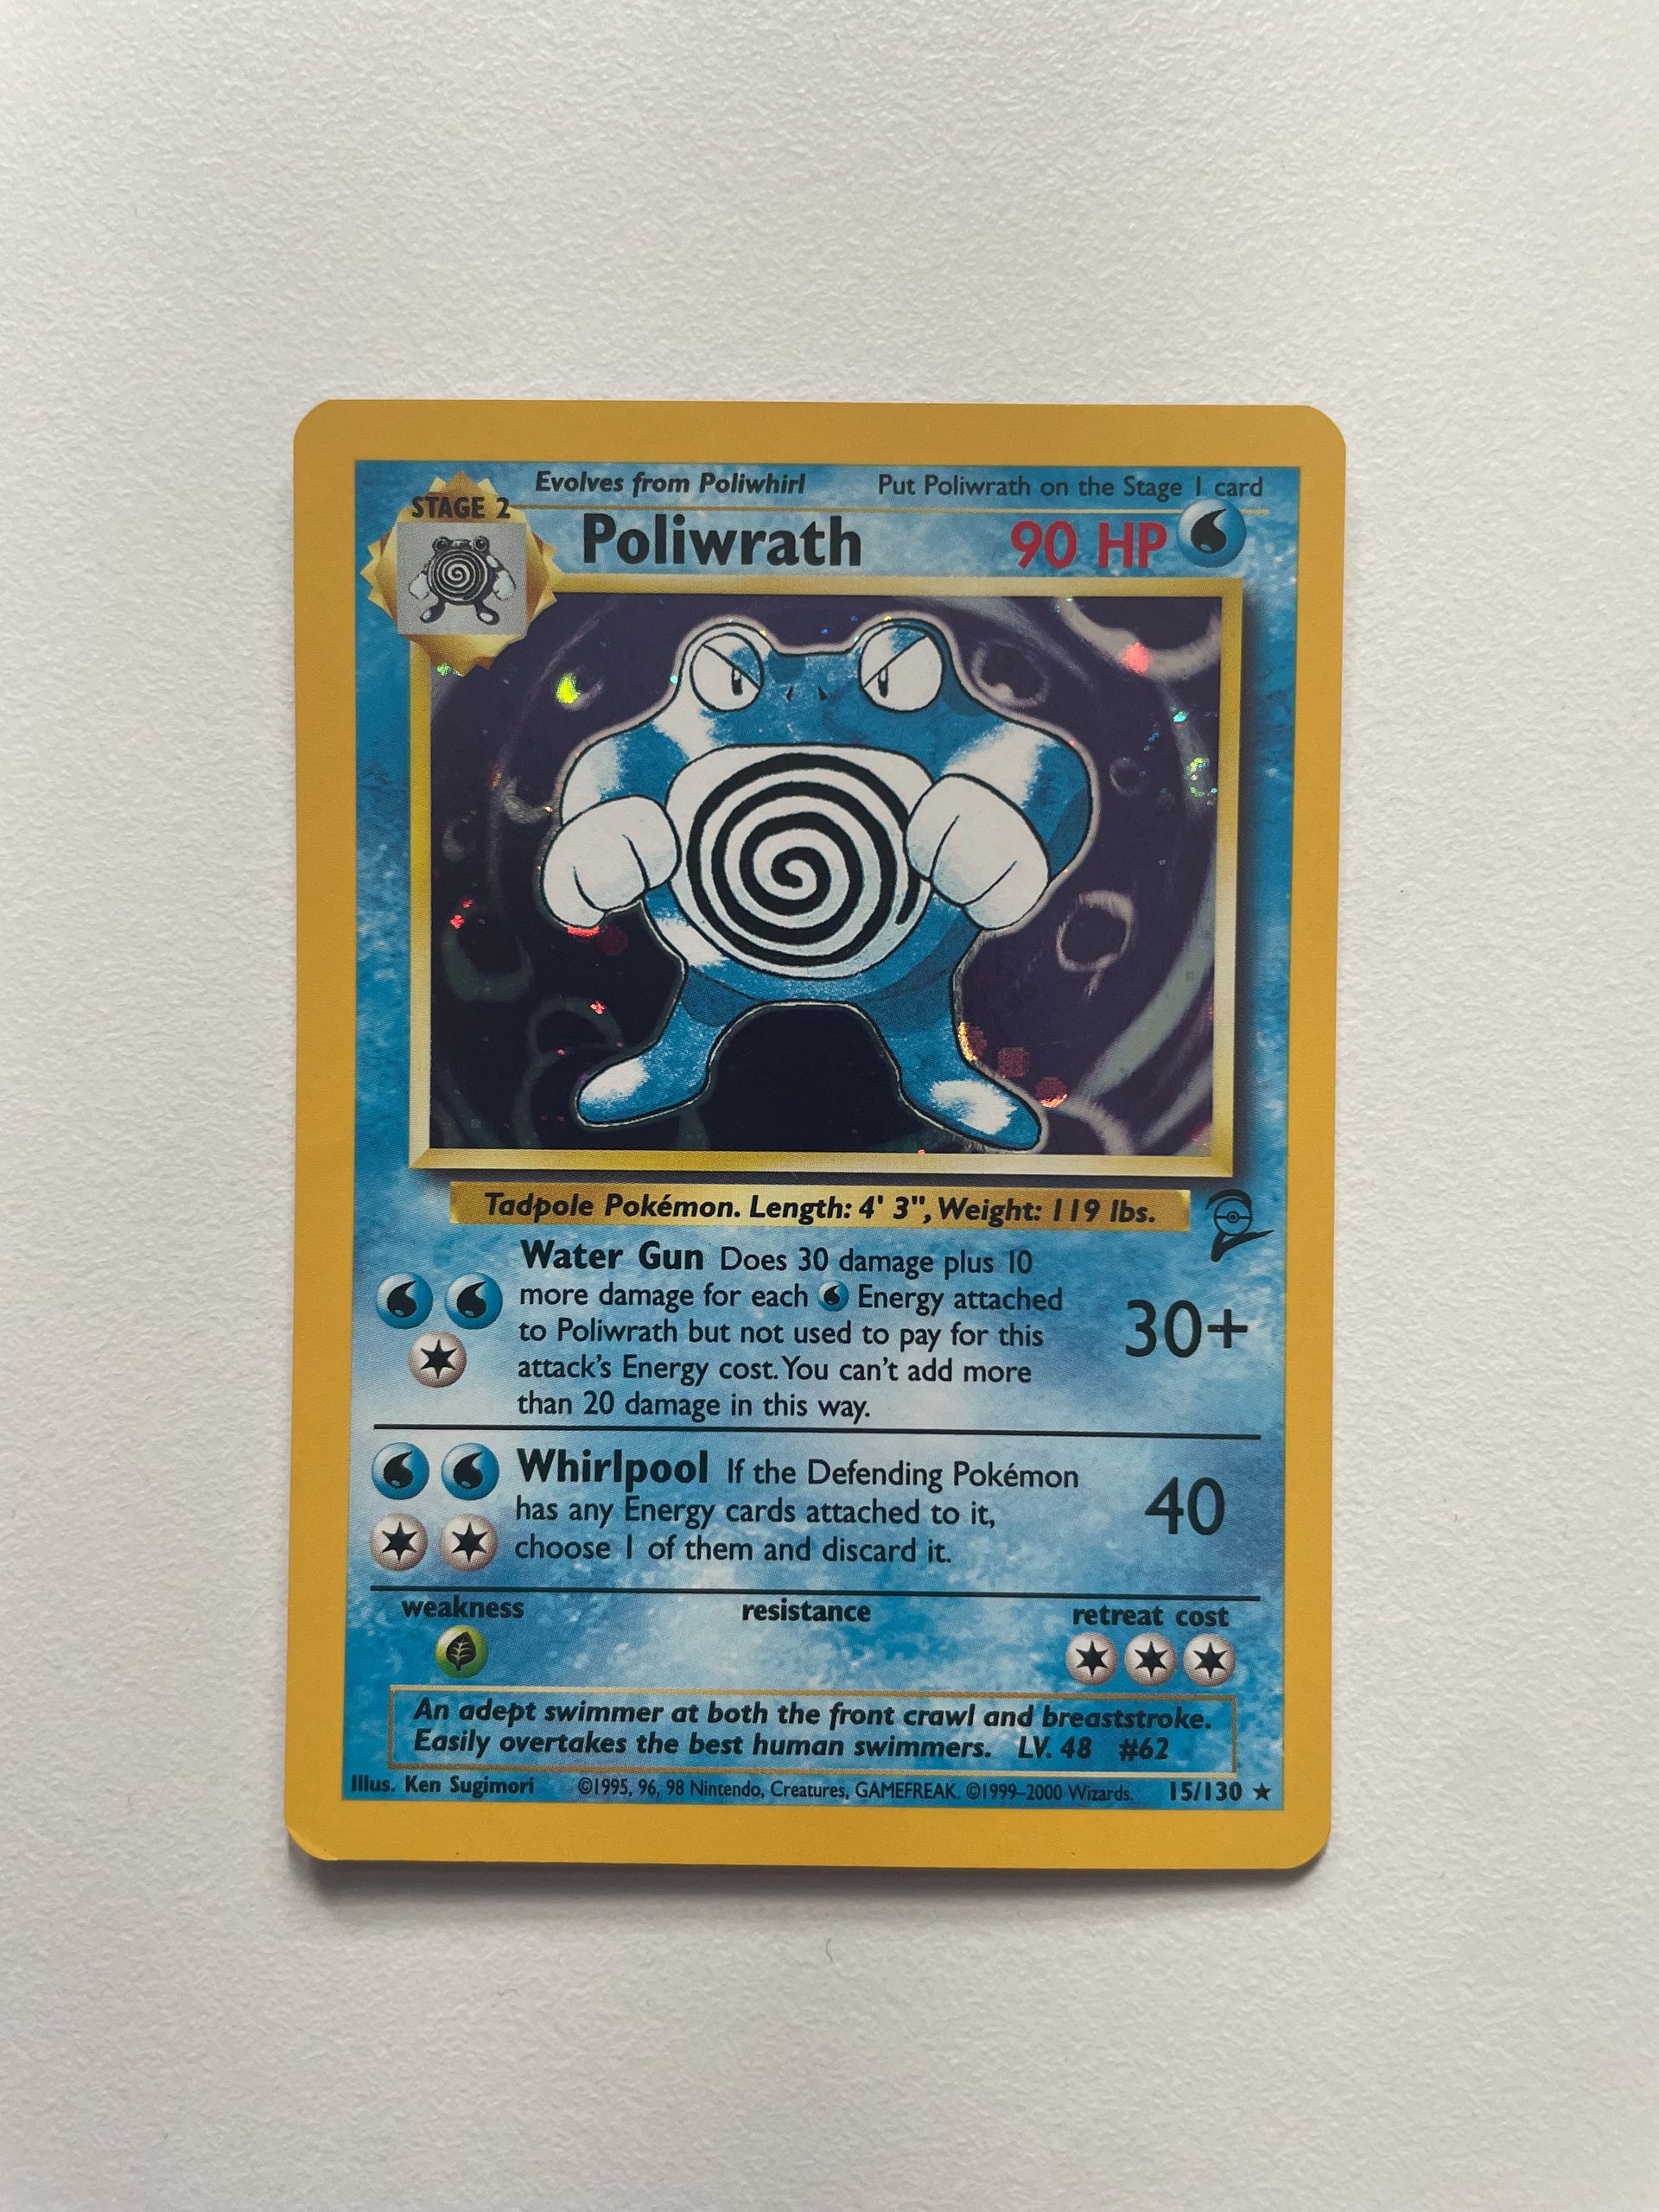 Evolves from Poliwhirl Put Poliwrath on the Stage 1 card
STAGE 2
Poliwrath 90 HP
Tadpole Pokémon. Length: 4' 3", Weight: 119 lbs.
Water Gun Does 30 damage plus 10
more damage for each Energy attached
to Poliwrath but not used to pay for this
attack's Energy cost. You can't add more
than 20 damage in this way.
30+
Whirlpool If the Defending Pokémon
has any Energy cards attached to it,
choose 1 of them and discard it.
40
weakness resistance retreat cost
An adept swimmer at both the front crawl and breaststroke.
Easily overtakes the best human swimmers. LV. 48 #62
Illus. Ken Sugimori ©1995, 96, 98 Nintendo, Creatures, GAMEFREAK. ©1999–2000 Wizards. 15/130 ★